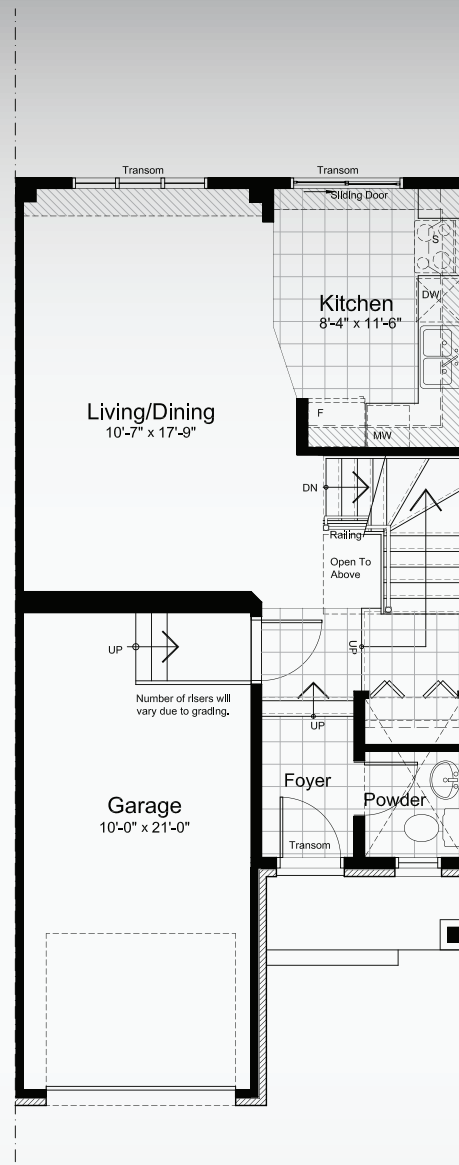 Transom
Transom
Sliding Door
S
Kitchen
8'-4" x 11'-6"
DW
F
MW
Living/Dining
10'-7" x 17'-9"
DN
Railing
Open To
Above
UP
UP
Number of risers will
vary due to grading.
UP
Foyer
Powder
Garage
10'-0" x 21'-0"
Transom